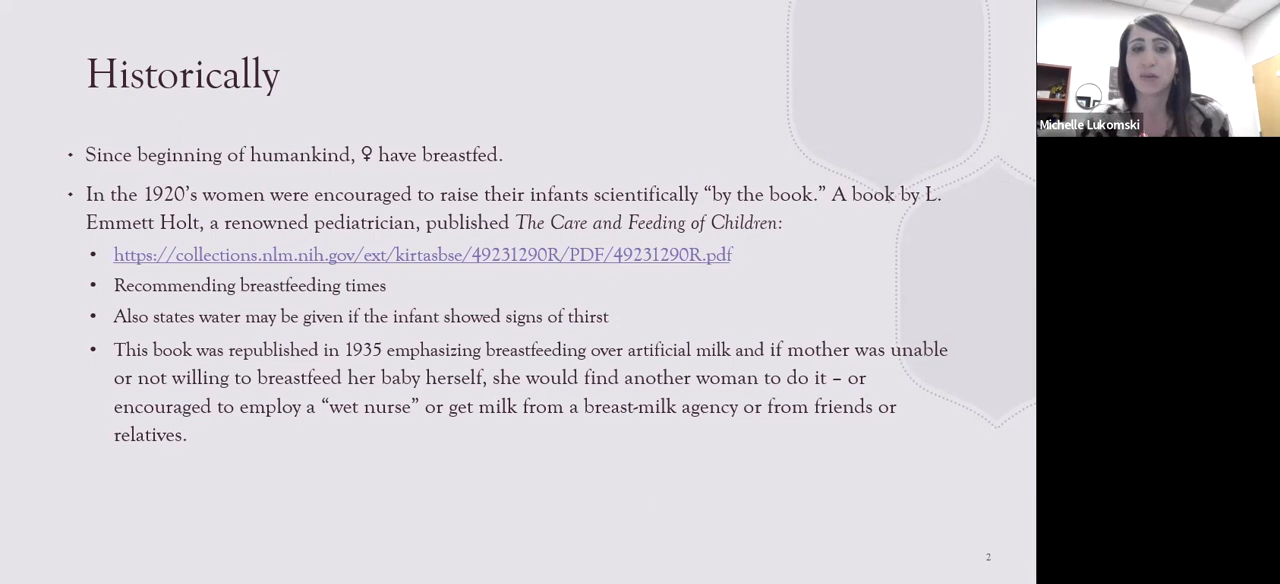 Historically
Since beginning of humankind, ♀ have breastfed.
In the 1920’s women were encouraged to raise their infants scientifically “by the book.” A book by L.
Emmett Holt, a renowned pediatrician, published The Care and Feeding of Children:
https://collections.nlm.nih.gov/ext/kirtasbse/49231290R/PDF/49231290R.pdf
Recommending breastfeeding times
Also states water may be given if the infant showed signs of thirst
This book was republished in 1935 emphasizing breastfeeding over artificial milk and if mother was unable
or not willing to breastfeed her baby herself, she would find another woman to do it – or
encouraged to employ a “wet nurse” or get milk from a breast-milk agency or from friends or
relatives.
2
Michelle Lukomski